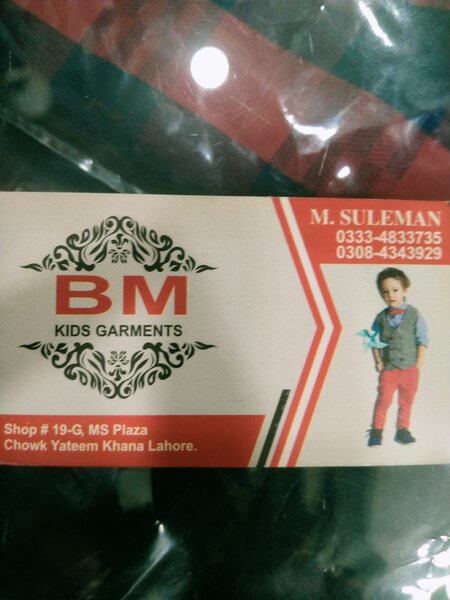 M. SULEMAN
0333-4833735
0308-4343929
BM
KIDS GARMENTS
Shop # 19-G, MS Plaza
Chowk Yateem Khana Lahore.